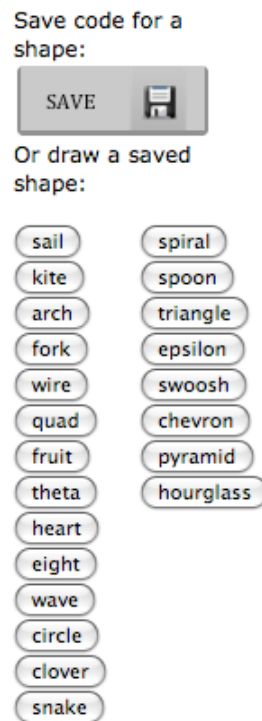 Save code for a
shape:
SAVE
Or draw a saved
shape:
sail
kite
arch
fork
wire
quad
fruit
theta
heart
eight
wave
circle
clover
snake
spiral
spoon
triangle
epsilon
swoosh
chevron
pyramid
hourglass